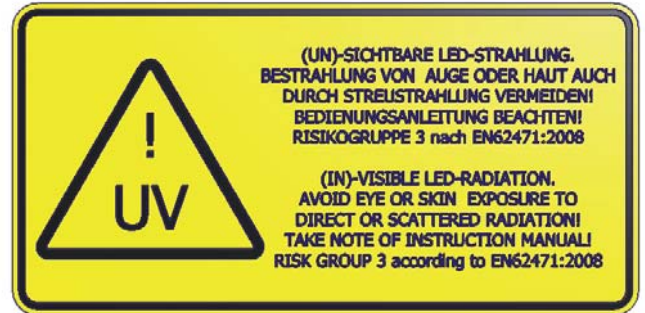 !
UV
(UN)-SICHTBARE LED-STRAHLUNG.
BESTRAHLUNG VON AUGE ODER HAUT AUCH
DURCH STREUSTRAHLUNG VERMEIDEN!
BEDIENUNGSANLEITUNG BEACHTEN!
RISIKOGRUPPE 3 nach EN62471:2008
(IN)-VISIBLE LED-RADIATION.
AVOID EYE OR SKIN EXPOSURE TO
DIRECT OR SCATTERED RADIATION!
TAKE NOTE OF INSTRUCTION MANUAL!
RISK GROUP 3 according to EN62471:2008